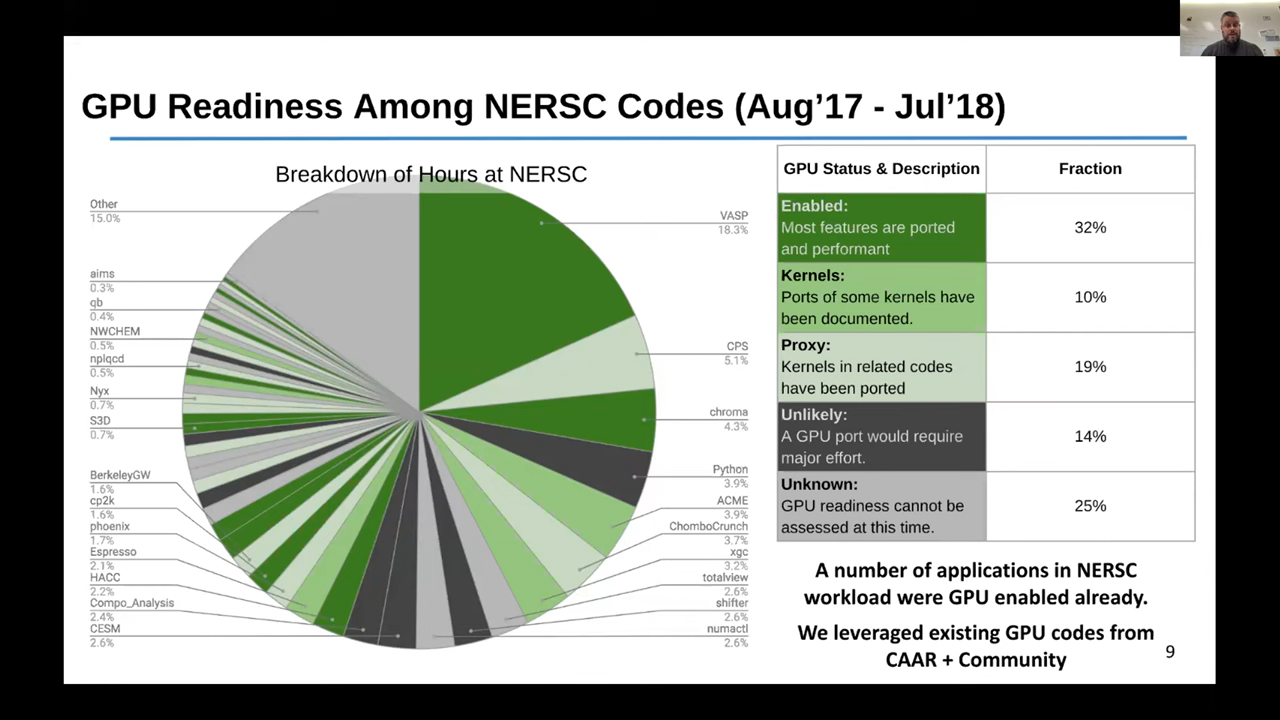 GPU Readiness Among NERSC Codes (Aug’17 - Jul’18)
Breakdown of Hours at NERSC
Other
15.0%
aims
0.3%
qb
0.4%
NWCHEM
0.5%
nplqcd
0.5%
Nyx
0.7%
S3D
0.7%
BerkeleyGW
1.6%
cp2k
1.6%
phoenix
1.7%
Espresso
2.1%
HACC
2.2%
Compo_Analysis
2.4%
CESM
2.6%
VASP
18.3%
CPS
5.1%
chroma
4.3%
Python
3.9%
ACME
3.9%
ChomboCrunch
3.7%
xgc
3.2%
totalview
2.6%
shifter
2.6%
numactl
2.6%
GPU Status & Description Fraction
Enabled:
Most features are ported
and performant
32%
Kernels:
Ports of some kernels have
been documented.
10%
Proxy:
Kernels in related codes
have been ported
19%
Unlikely:
A GPU port would require
major effort.
14%
Unknown:
GPU readiness cannot be
assessed at this time.
25%
A number of applications in NERSC
workload were GPU enabled already.
We leveraged existing GPU codes from
CAAR + Community
9